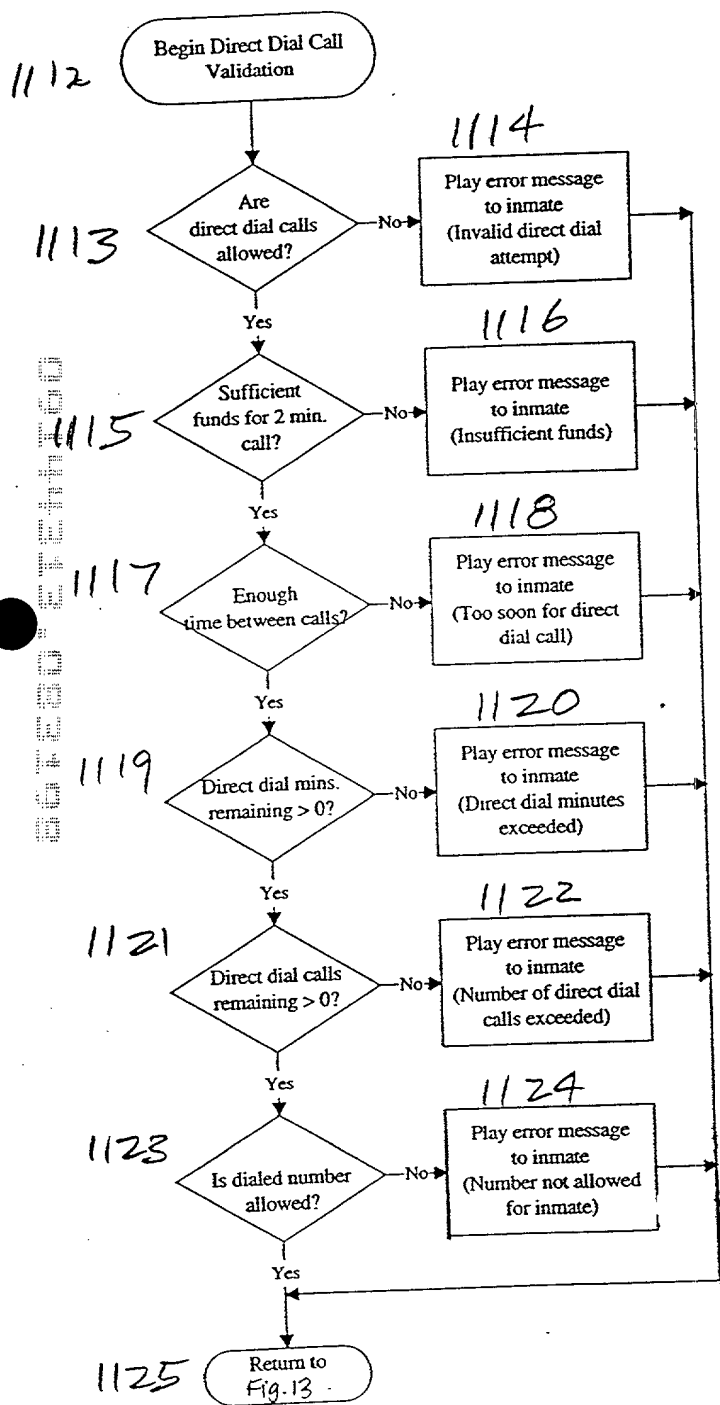 1112
Begin Direct Dial Call
Validation
1113
Are
direct dial calls
allowed?
No
1114
Play error message
to inmate
(Invalid direct dial
attempt)
Yes
1115
Sufficient
funds for 2 min.
call?
No
1116
Play error message
to inmate
(Insufficient funds)
Yes
1117
Enough
time between calls?
No
1118
Play error message
to inmate
(Too soon for direct
dial call)
Yes
1119
Direct dial mins.
remaining > 0?
No
1120
Play error message
to inmate
(Direct dial minutes
exceeded)
Yes
1121
Direct dial calls
remaining > 0?
No
1122
Play error message
to inmate
(Number of direct dial
calls exceeded)
Yes
1123
Is dialed number
allowed?
No
1124
Play error message
to inmate
(Number not allowed
for inmate)
Yes
1125
Return to
Fig. 13